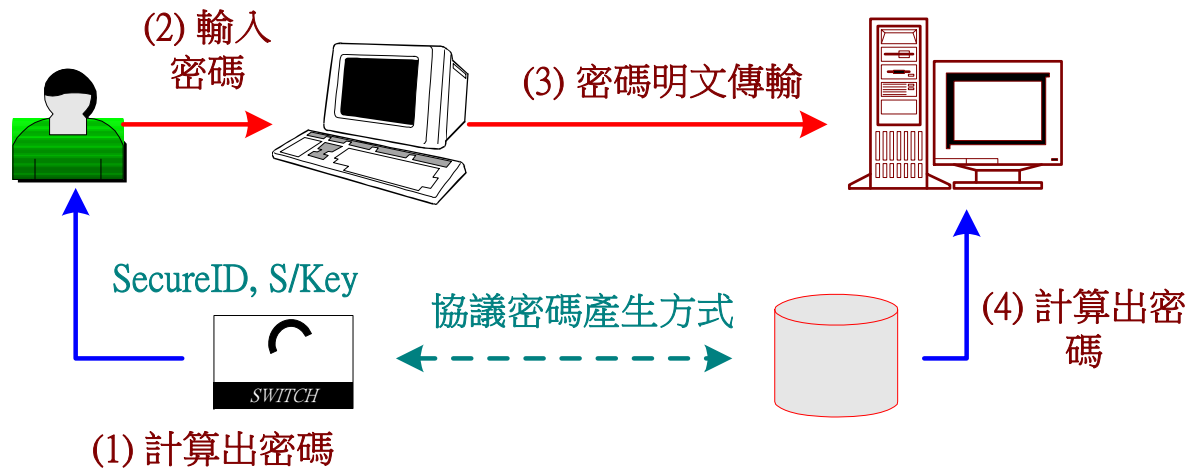 (2) 輸入
密碼
(3) 密碼明文傳輸
SecureID, S/Key
協議密碼產生方式
(4) 計算出密
碼
SWITCH
(1) 計算出密碼